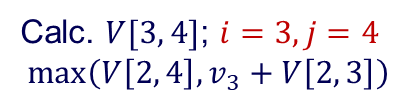 Calc. V[3,4]; i = 3, j = 4
max(V[2,4], v₃ + V[2,3])